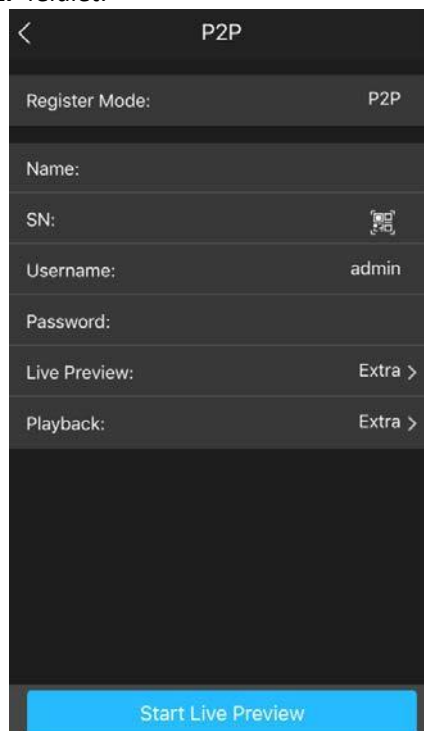 P2P
Register Mode: P2P
Name:
SN:
Username: admin
Password:
Live Preview: Extra >
Playback: Extra >
Start Live Preview